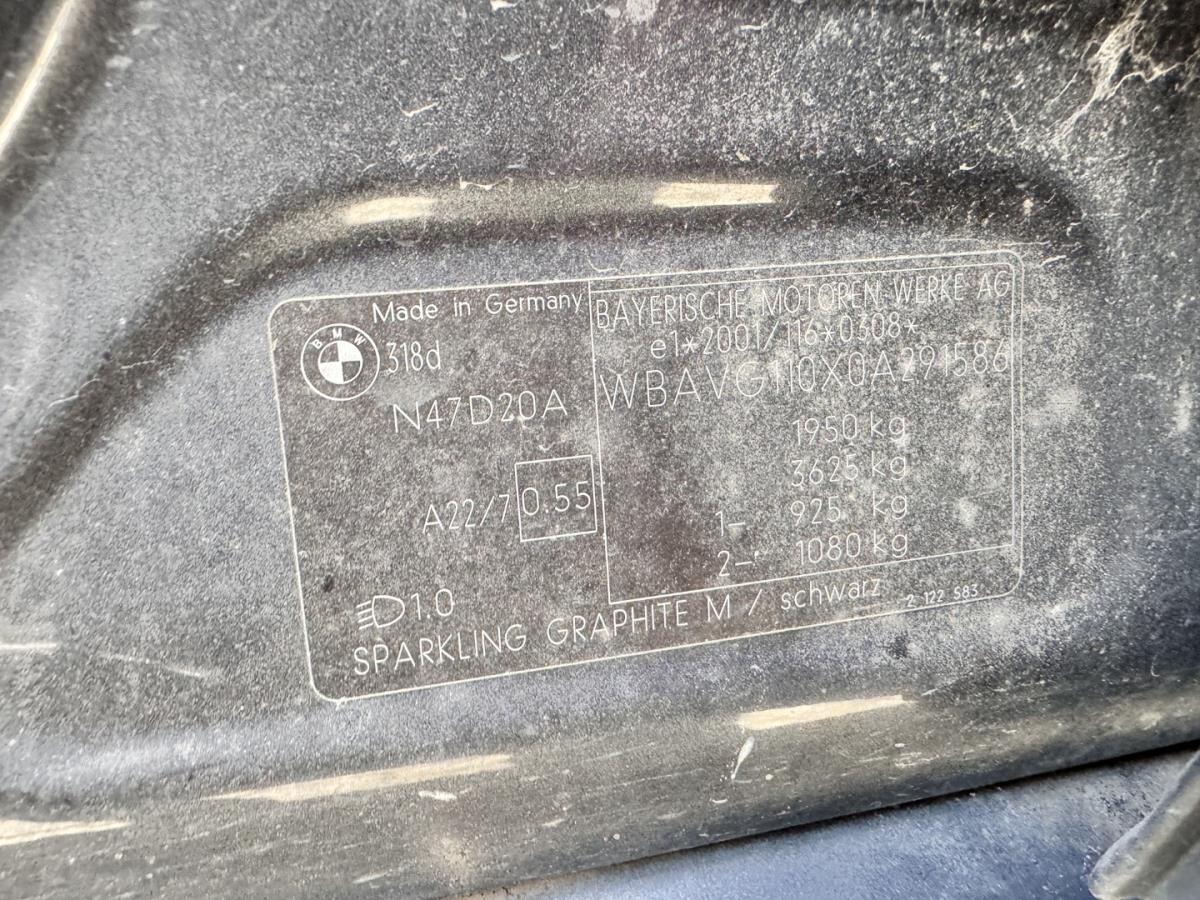 Made in Germany
BMW
318d
N47D20A
A22/7 0.55
1.0
SPARKLING GRAPHITE M / schwarz
BAYERISCHE MOTOREN WERKE AG
e1*2001/116*0308*
WBAVG110X0A291586
1950 kg
3625 kg
1– 925 kg
2– 1080 kg
2 122 583